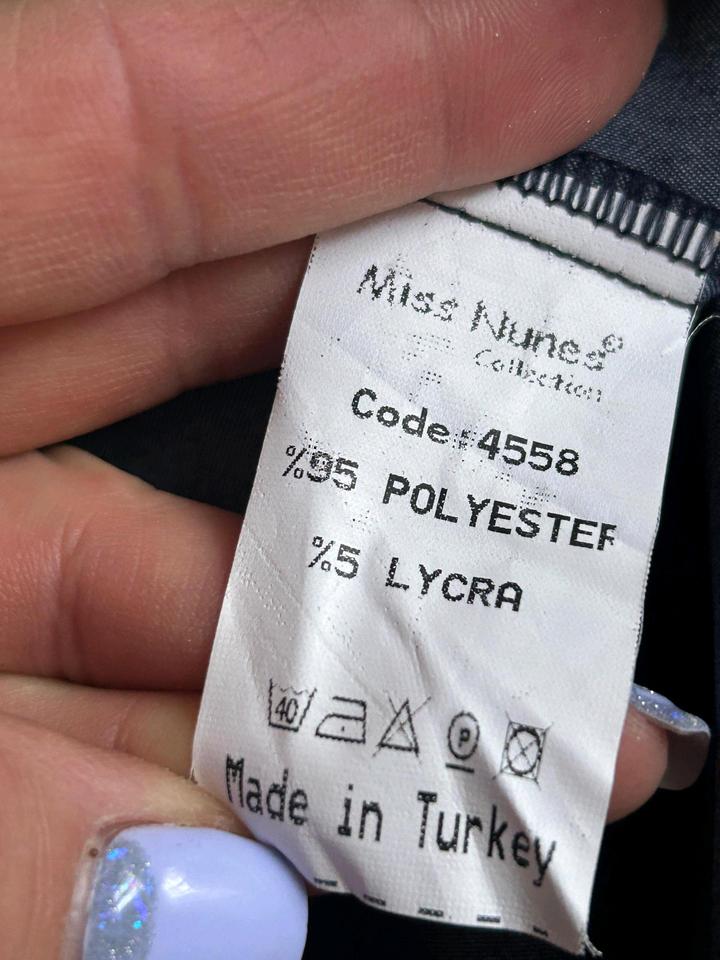 Miss Nunes®
Collection
Code:4558
%95 POLYESTER
%5 LYCRA
40 P
Made in Turkey